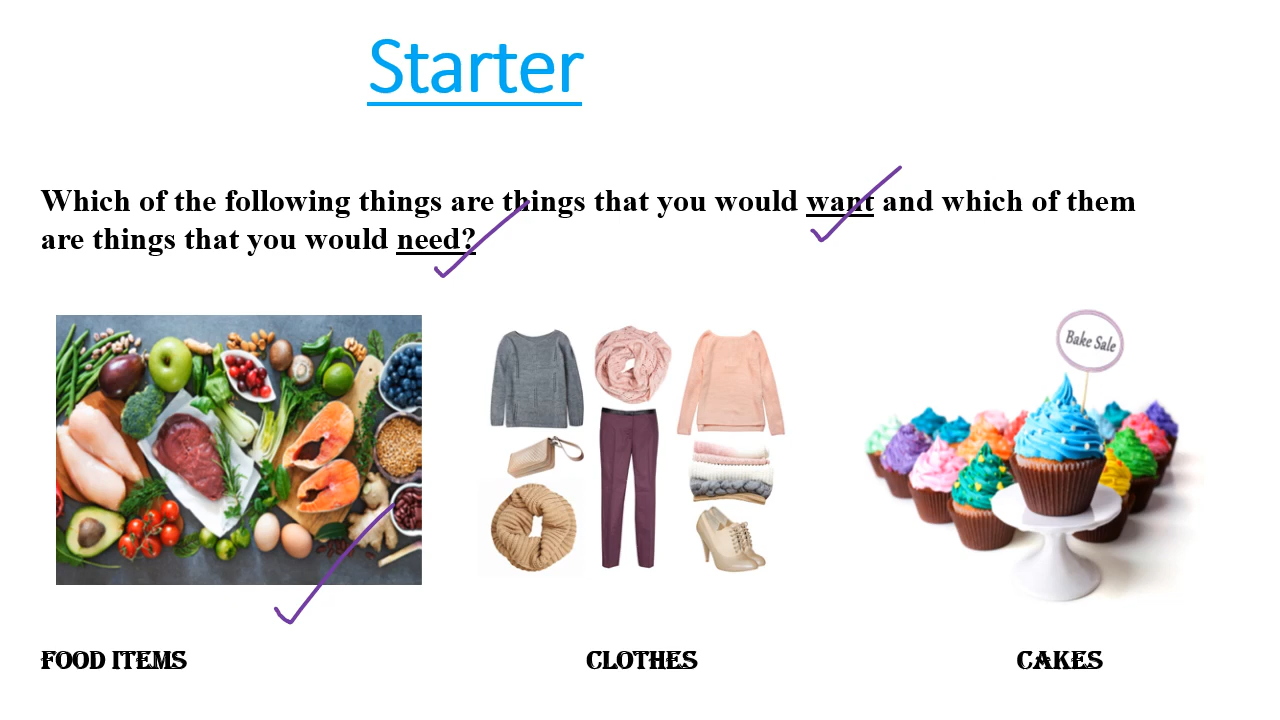 Starter
Which of the following things are things that you would want and which of them
are things that you would need?
Bake Sale
FOOD ITEMS
CLOTHES
CAKES